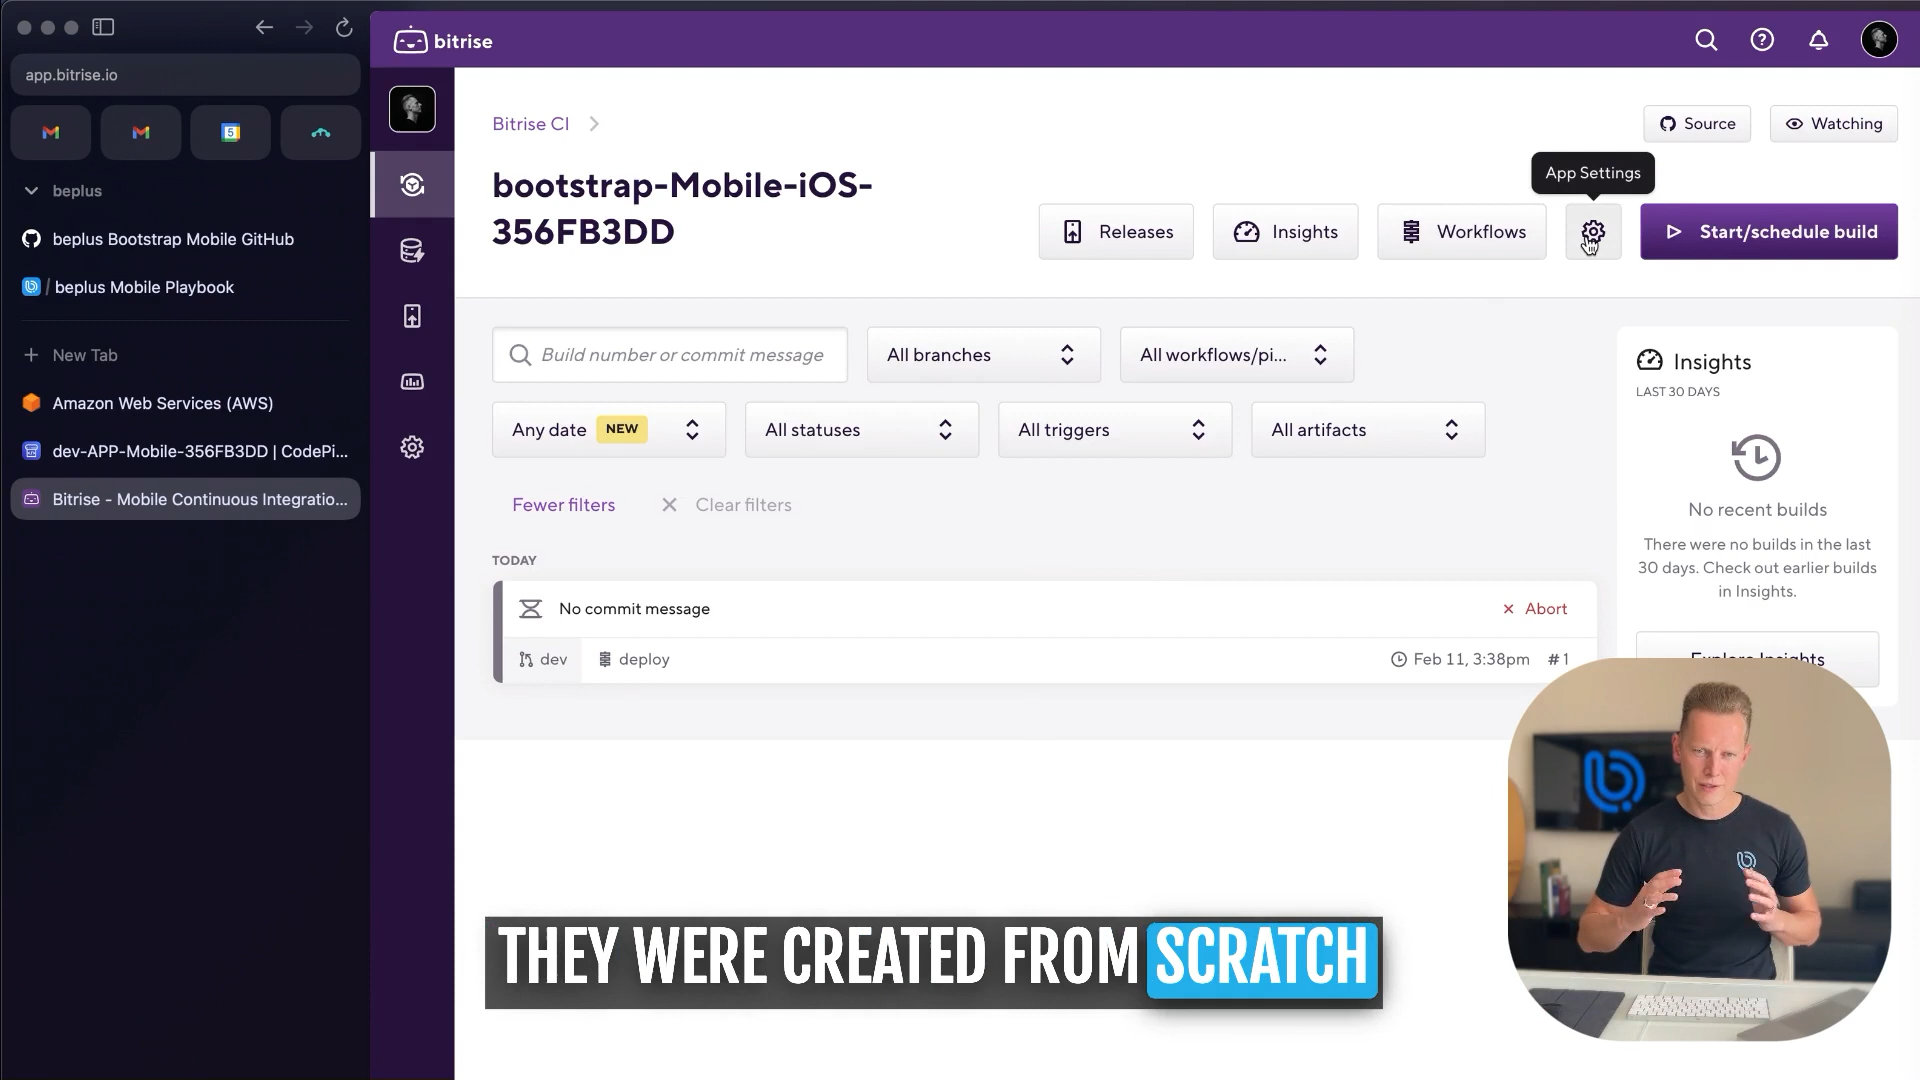 app.bitrise.io
5
beplus
beplus Bootstrap Mobile GitHub
/ beplus Mobile Playbook
New Tab
Amazon Web Services (AWS)
dev-APP-Mobile-356FB3DD | CodePi...
Bitrise - Mobile Continuous Integratio...
bitrise
Bitrise CI
Source
Watching
App Settings
bootstrap-Mobile-iOS-
356FB3DD
Releases
Insights
Workflows
Start/schedule build
Build number or commit message
All branches
All workflows/pi...
Any date NEW
All statuses
All triggers
All artifacts
Fewer filters
Clear filters
TODAY
No commit message
Abort
dev
deploy
Feb 11, 3:38pm
#1
Insights
LAST 30 DAYS
No recent builds
There were no builds in the last
30 days. Check out earlier builds
in Insights.
Explore Insights
THEY WERE CREATED FROM SCRATCH